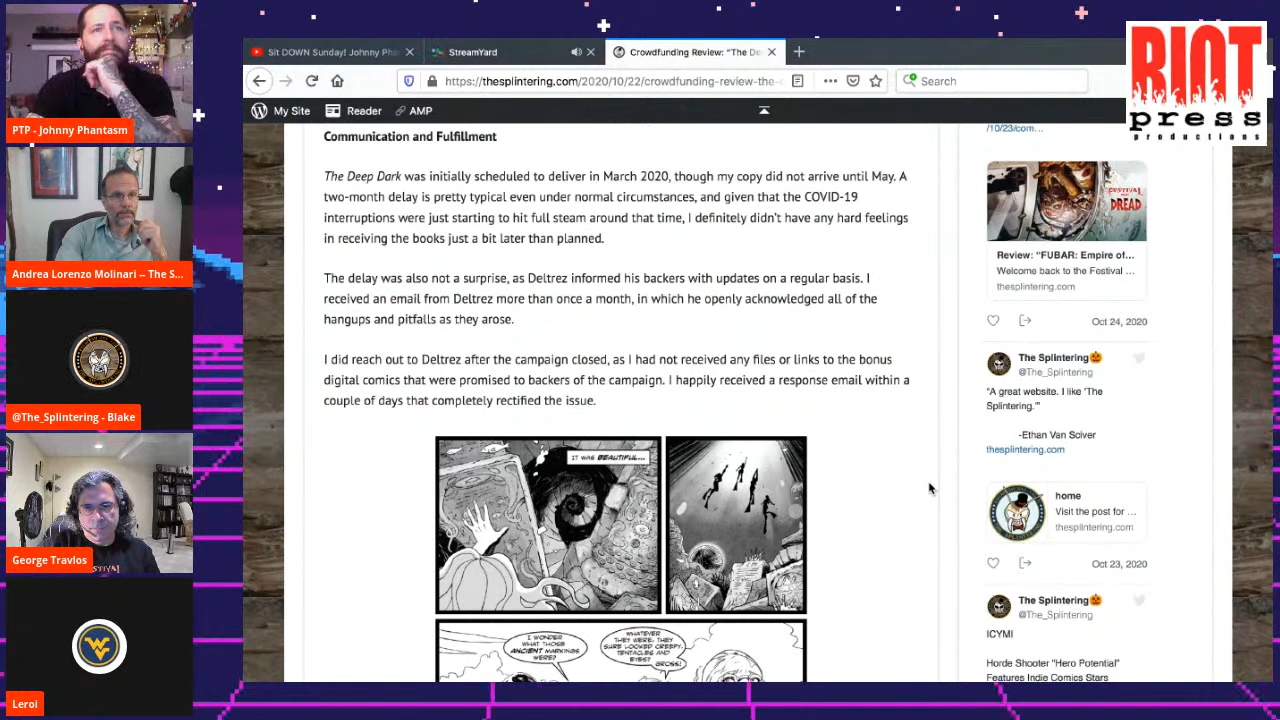 PTP - Johnny Phantasm
Andrea Lorenzo Molinari -- The S...
@The_Splintering - Blake
George Travlos
Leroi
Sit DOWN Sunday! Johnny Pha
StreamYard
Crowdfunding Review: “The De
https://thesplintering.com/2020/10/22/crowdfunding-review-the-
Search
My Site
Reader
AMP
RIOT
press
productions
Communication and Fulfillment
The Deep Dark was initially scheduled to deliver in March 2020, though my copy did not arrive until May. A
two-month delay is pretty typical even under normal circumstances, and given that the COVID-19
interruptions were just starting to hit full steam around that time, I definitely didn’t have any hard feelings
in receiving the books just a bit later than planned.
The delay was also not a surprise, as Deltrez informed his backers with updates on a regular basis. I
received an email from Deltrez more than once a month, in which he openly acknowledged all of the
hangups and pitfalls as they arose.
I did reach out to Deltrez after the campaign closed, as I had not received any files or links to the bonus
digital comics that were promised to backers of the campaign. I happily received a response email within a
couple of days that completely rectified the issue.
IT WAS BEAUTIFUL...
I WONDER
WHAT THOSE
ANCIENT MARKINGS
WERE?
WHATEVER
THEY WERE, THEY
SURE LOOKED CREEPY.
TENTACLES AND
EYES?
GROSS!
/10/23/com…
FESTIVAL
DREAD
Review: “FUBAR: Empire of...
Welcome back to the Festival ...
thesplintering.com
Oct 24, 2020
The Splintering
@The_Splintering
“A great website. I like ‘The
Splintering.’”
-Ethan Van Sciver
thesplintering.com
home
Visit the post for ...
thesplintering.com
Oct 23, 2020
The Splintering
@The_Splintering
ICYMI
Horde Shooter “Hero Potential”
Features Indie Comics Stars